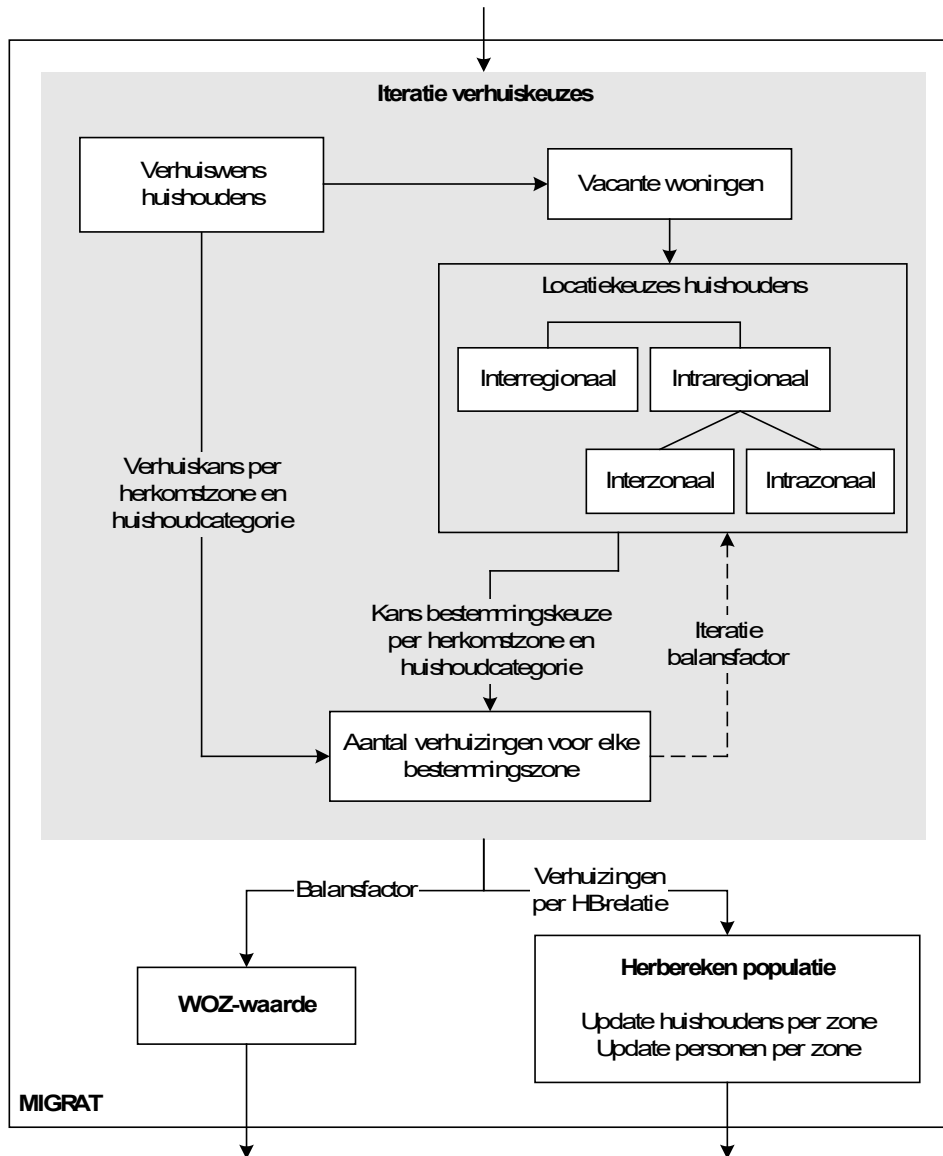 Iteratie verhuiskeuzes
Verhuiswens
huishoudens
Vacante woningen
Locatiekeuzes huishoudens
Interregionaal
Intraregionaal
Interzonaal
Intrazonaal
Verhuiskans per
herkomstzone en
huishoudcategorie
Kans bestemmingskeuze
per herkomstzone en
huishoudcategorie
Iteratie
balansfactor
Aantal verhuizingen voor elke
bestemmingszone
Balansfactor
Verhuizingen
per HB-relatie
WOZ-waarde
Herbereken populatie
Update huishoudens per zone
Update personen per zone
MIGRAT